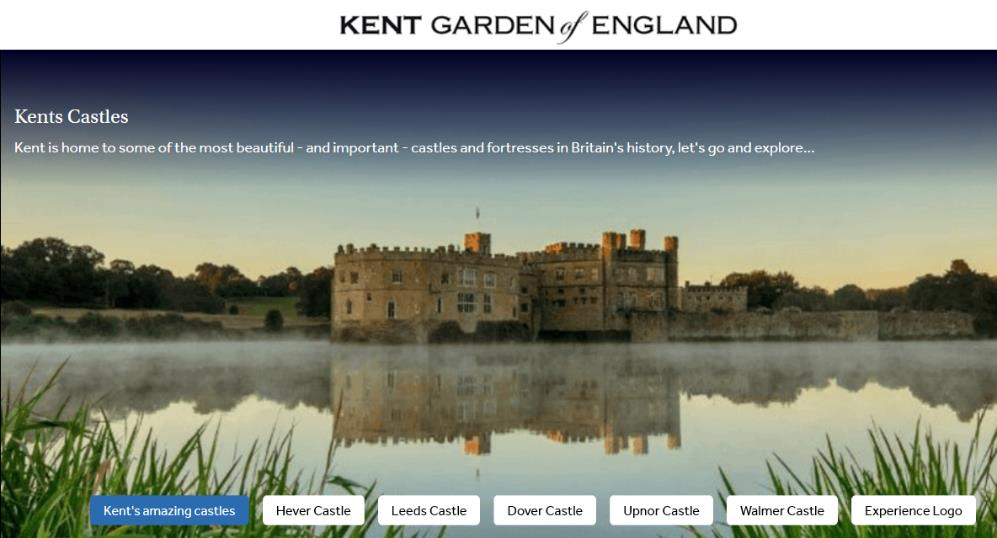 KENT GARDEN of ENGLAND
Kents Castles
Kent is home to some of the most beautiful - and important - castles and fortresses in Britain's history, let's go and explore...
Kent's amazing castles
Hever Castle
Leeds Castle
Dover Castle
Upnor Castle
Walmer Castle
Experience Logo